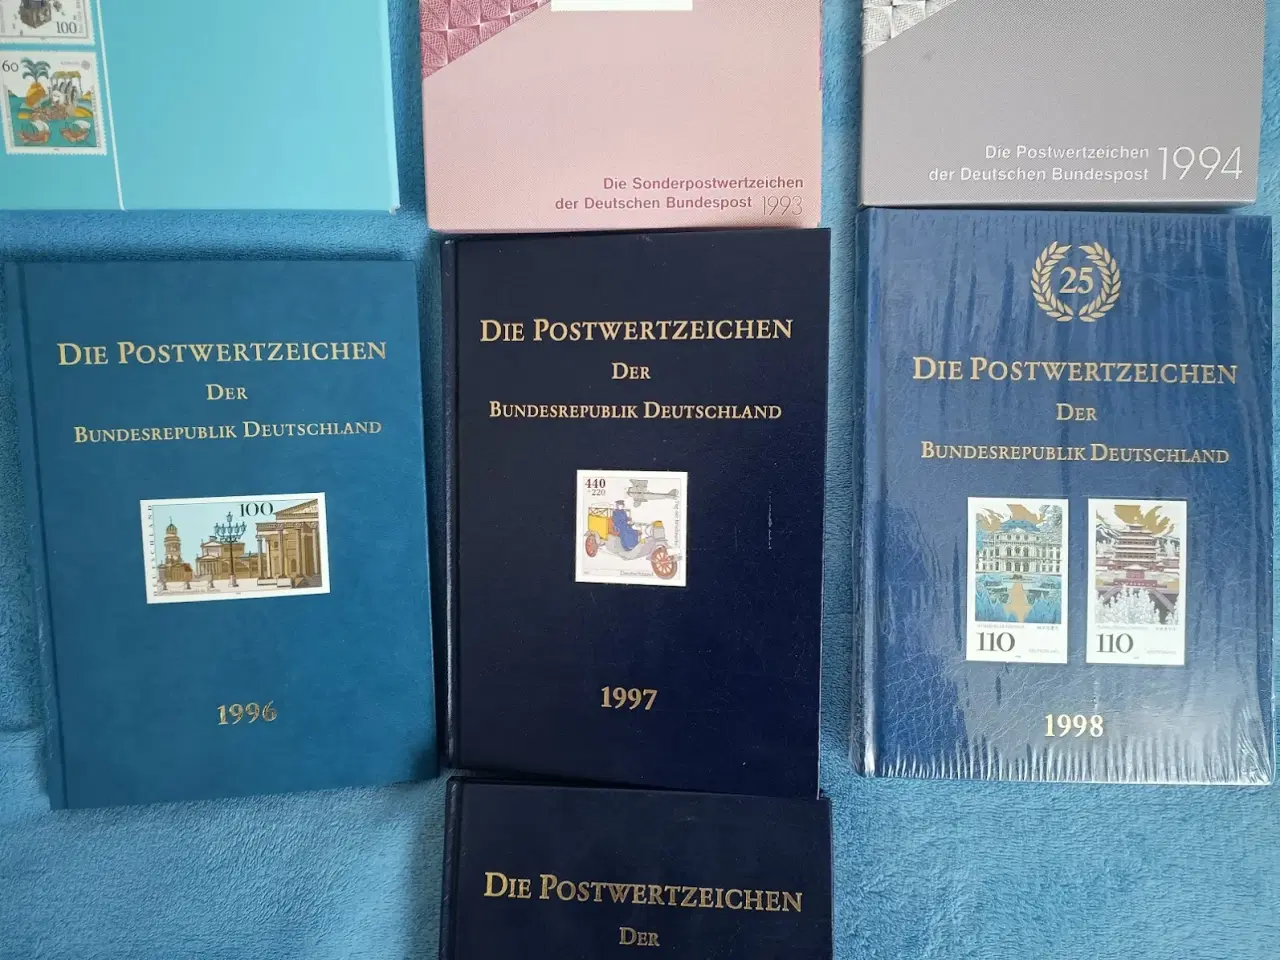 100
60
Die Sonderpostwertzeichen
der Deutschen Bundespost 1993
Die Postwertzeichen
der Deutschen Bundespost 1994
DIE POSTWERTZEICHEN
DER
BUNDESREPUBLIK DEUTSCHLAND
100
DEUTSCHLAND
1996
DIE POSTWERTZEICHEN
DER
BUNDESREPUBLIK DEUTSCHLAND
440
+220
Deutschland
1997
25
DIE POSTWERTZEICHEN
DER
BUNDESREPUBLIK DEUTSCHLAND
110
110
1998
DIE POSTWERTZEICHEN
DER